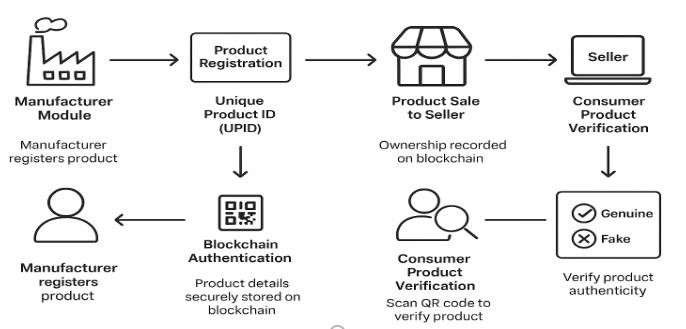 Product
Registration
Seller
Manufacturer
Module
Manufacturer
registers product
Unique
Product ID
(UPID)
Product Sale
to Seller
Ownership recorded
on blockchain
Consumer
Product
Verification
Manufacturer
registers
product
Blockchain
Authentication
Product details
securely stored on
blockchain
Consumer
Product
Verification
Scan QR code to
verify product
Genuine
Fake
Verify product
authenticity